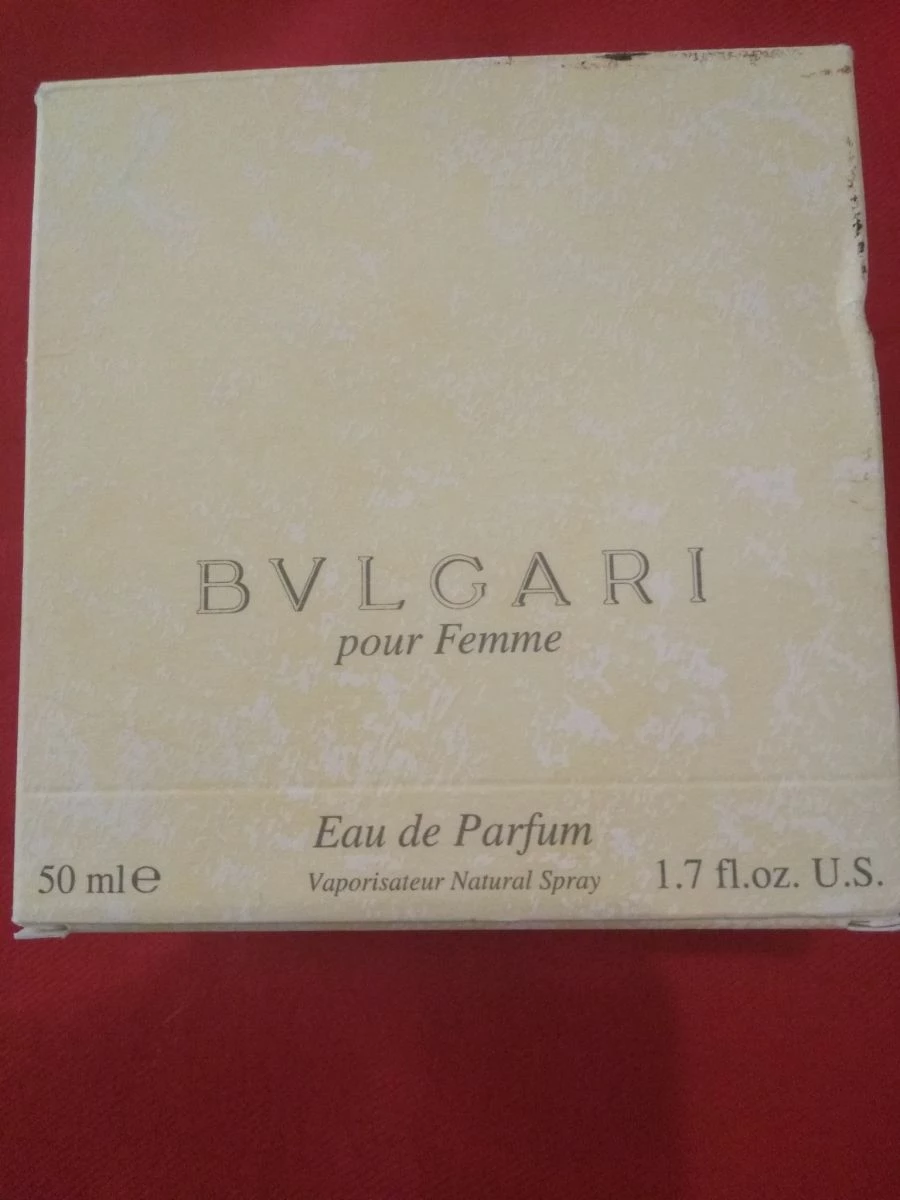 BVLGARI
pour Femme
Eau de Parfum
50 ml℮ Vaporisateur Natural Spray 1.7 fl.oz. U.S.